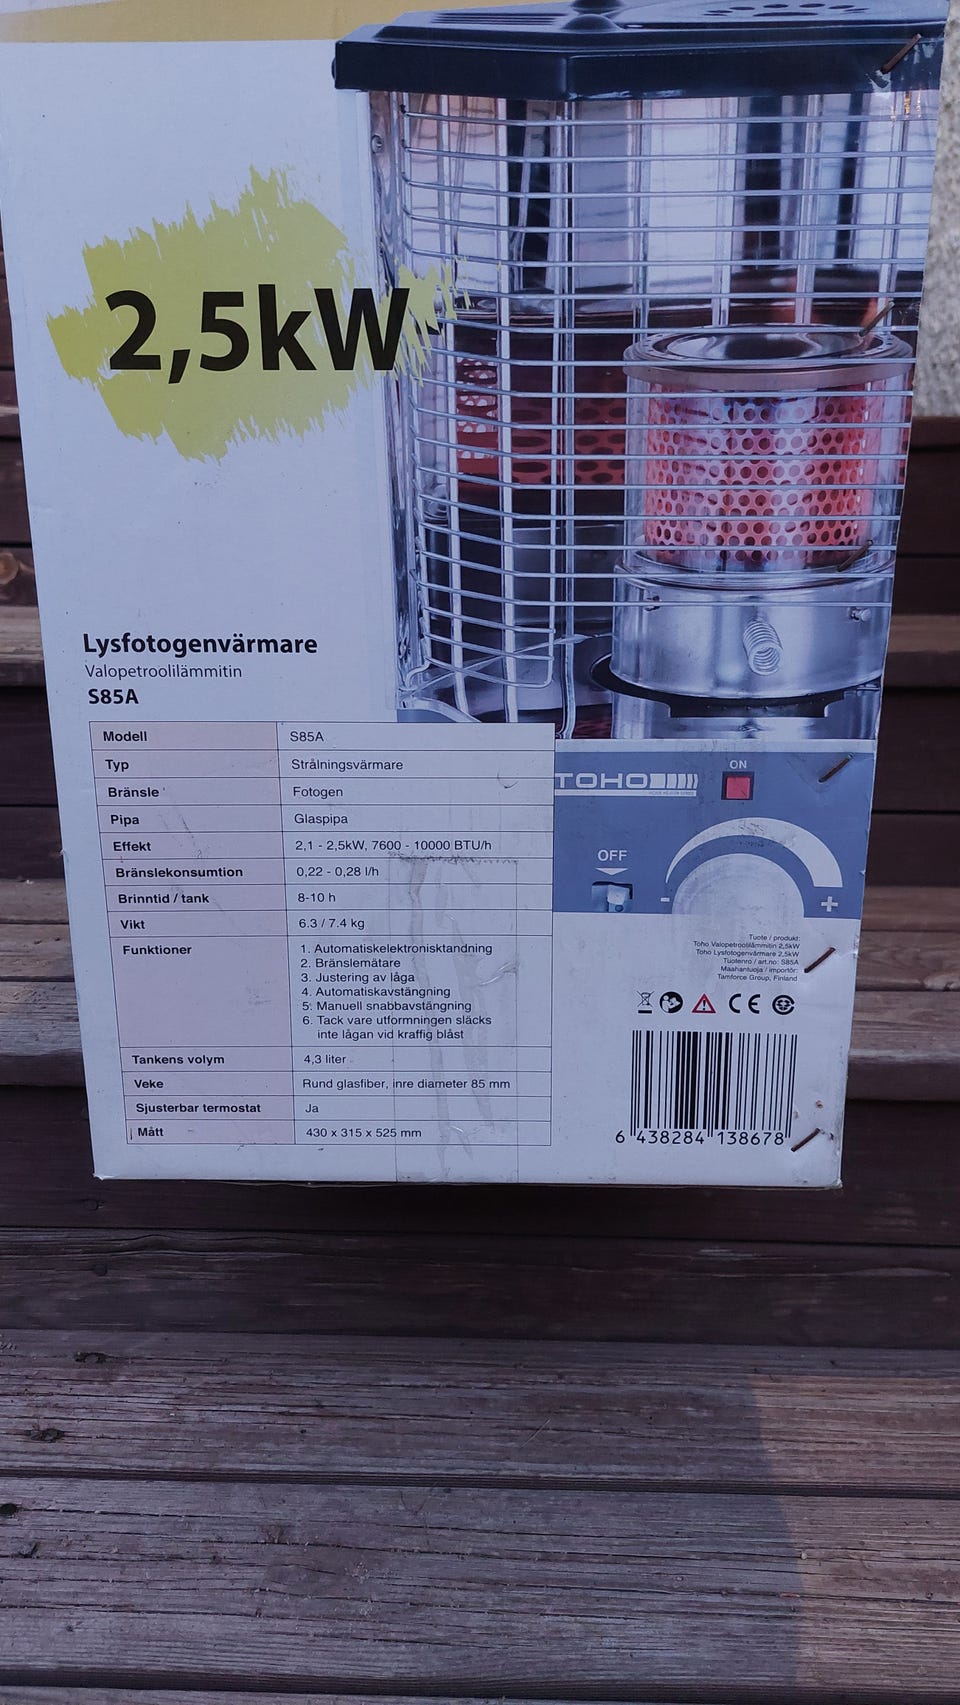 2,5kW
Lysfotogenvärmare
Valopetroolilämmitin
S85A
Modell S85A
Typ Strålningsvärmare
Bränsle Fotogen
Pipa Glaspipa
Effekt 2,1 - 2,5kW, 7600 - 10000 BTU/h
Bränslekonsumtion 0,22 - 0,28 l/h
Brinntid / tank 8-10 h
Vikt 6.3 / 7.4 kg
Funktioner 1. Automatiskelektronisktandning
2. Bränslemätare
3. Justering av låga
4. Automatiskavstängning
5. Manuell snabbavstängning
6. Tack vare utformningen släcks
inte lågan vid kraffig blåst
Tankens volym 4,3 liter
Veke Rund glasfiber, inre diameter 85 mm
Sjusterbar termostat Ja
Mått 430 x 315 x 525 mm
TOHO
ON
OFF
- +
Tuote / produkt:
Toho Valopetroolilämmitin 2,5kW
Toho Lysfotogenvärmare 2,5kW
Tuotenro / art.no: S85A
Maahantuoja / importör:
Tamforce Group, Finland
CE
6 438284 138678